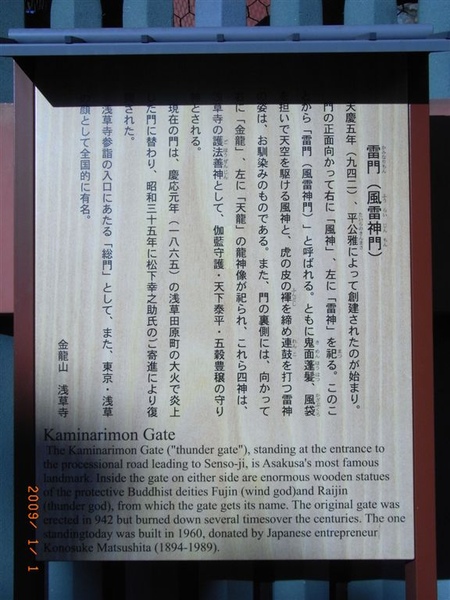 雷門（風雷神門）
天慶五年（九四二）、平公雅によって創建されたのが始まり。
門の正面向かって右に「風神」、左に「雷神」を祀る。このこ
とから「雷門（風雷神門）」と呼ばれる。ともに鬼面蓬髪、風袋
を担いで天空を駆ける風神と、虎の皮の褌を締め連鼓を打つ雷神
姿は、お馴染みのものである。また、門の裏側には、向かって
に「金龍」、左に「天龍」の龍神像が祀られ、これら四神は、
草寺の護法善神として、伽藍守護・天下泰平・五穀豊穣の守り
とされる。
現在の門は、慶応元年（一八六五）の浅草田原町の大火で炎上
た門に替わり、昭和三十五年に松下幸之助氏のご寄進により復
された。
浅草寺参詣の入口にあたる「総門」として、また、東京・浅草
顔として全国的に有名。
金龍山 浅草寺
Kaminarimon Gate
The Kaminarimon Gate ("thunder gate"), standing at the entrance to
the processional road leading to Senso-ji, is Asakusa's most famous
landmark. Inside the gate on either side are enormous wooden statues
of the protective Buddhist deities Fujin (wind god)and Raijin
(thunder god), from which the gate gets its name. The original gate was
erected in 942 but burned down several timesover the centuries. The one
standingtoday was built in 1960, donated by Japanese entrepreneur
Konosuke Matsushita (1894-1989).
2009/ 1/ 1